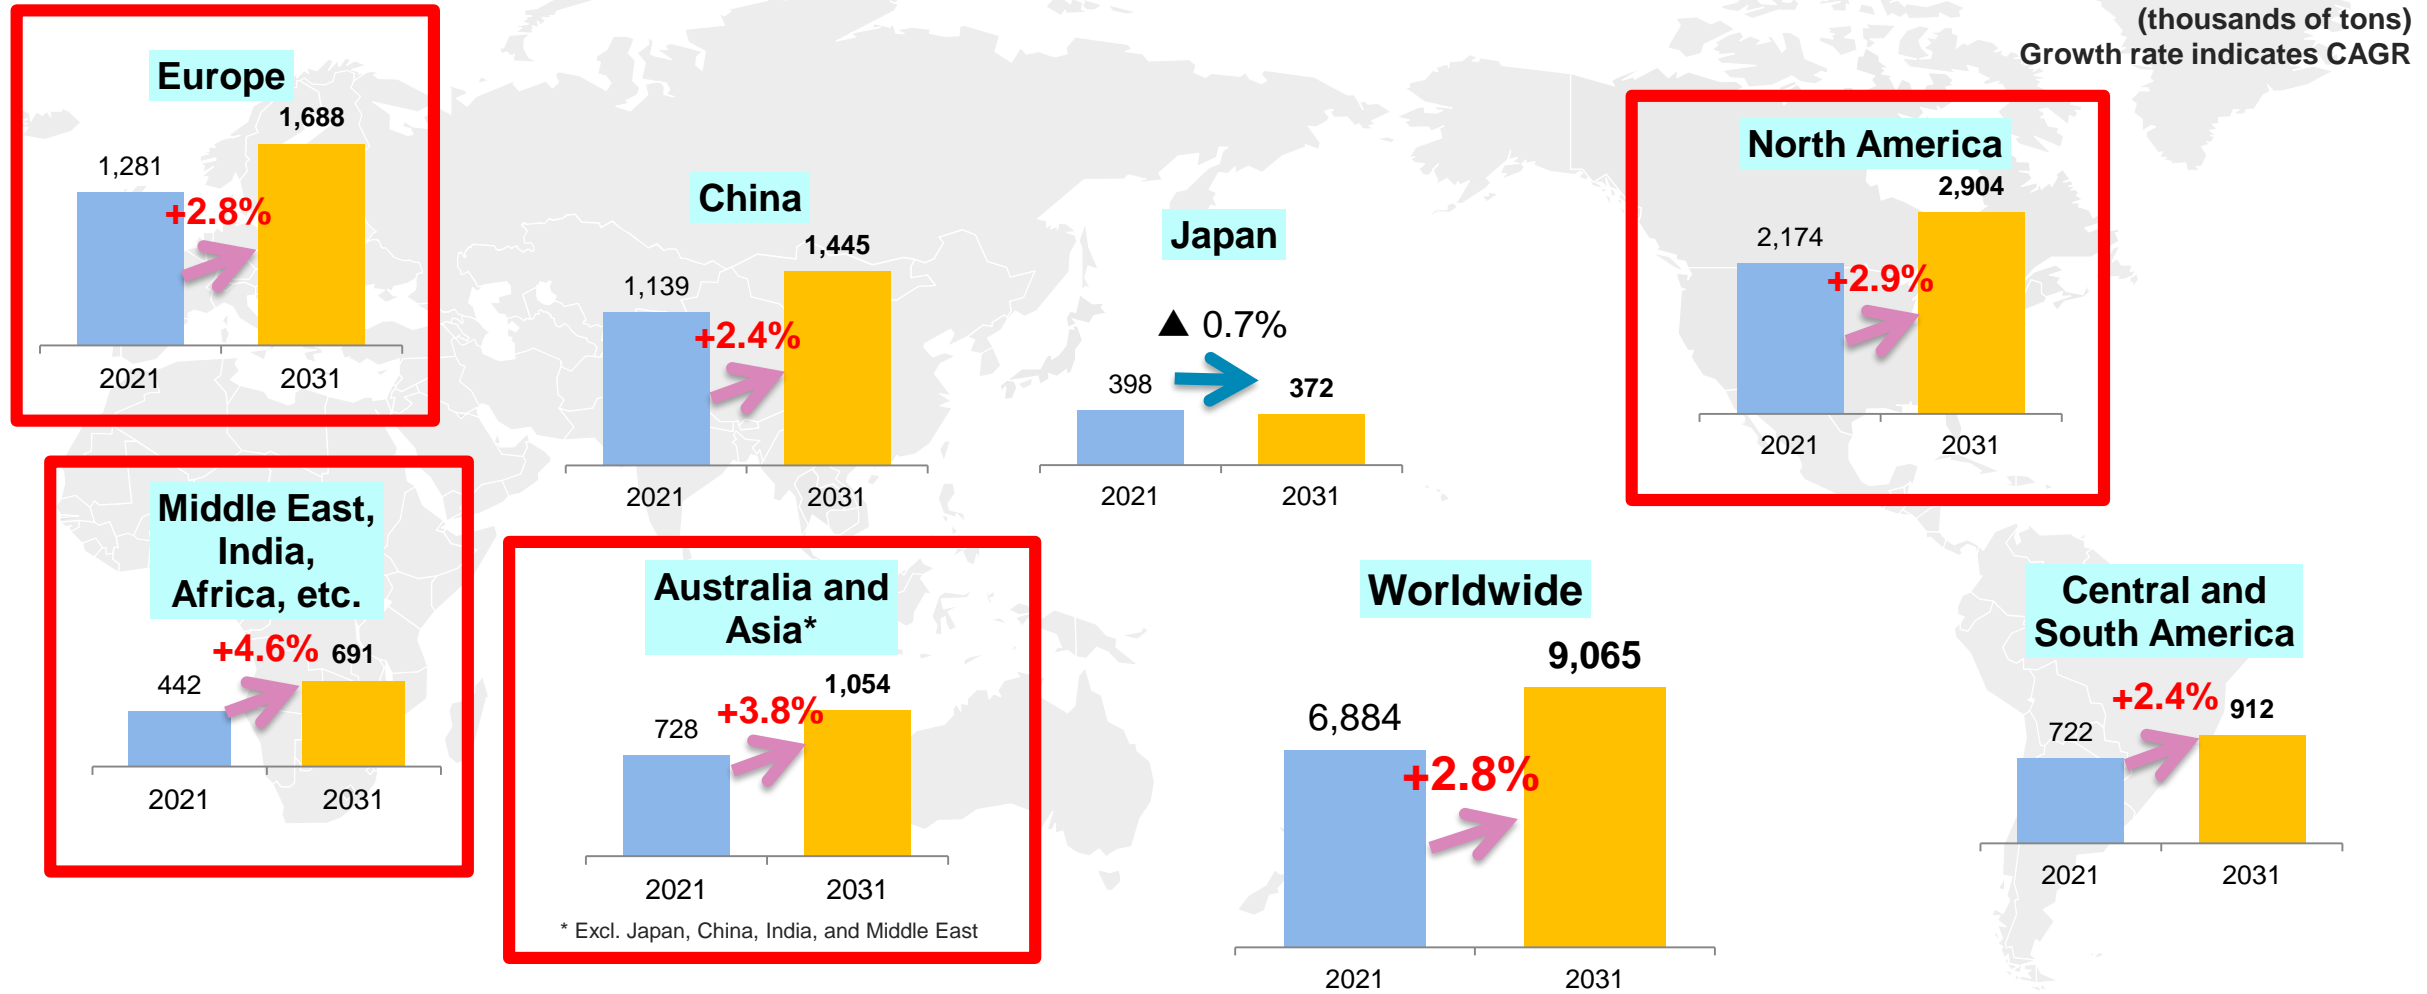 (thousands of tons)
Growth rate indicates CAGR
Europe
1,281
1,688
+2.8%
2021
2031
China
1,139
1,445
+2.4%
2021
2031
Japan
▲ 0.7%
398
372
2021
2031
North America
2,174
2,904
+2.9%
2021
2031
Middle East,
India,
Africa, etc.
442
+4.6%
691
2021
2031
Australia and
Asia*
728
+3.8%
1,054
2021
2031
* Excl. Japan, China, India, and Middle East
Worldwide
6,884
9,065
+2.8%
2021
2031
Central and
South America
722
+2.4%
912
2021
2031